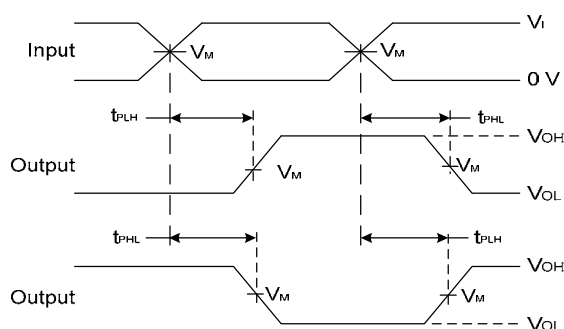 Input VM VM VI
0 V
tPLH tPHL
VOH
Output VM VM
VOL
tPHL tPLH
VOH
Output VM VM
VOL